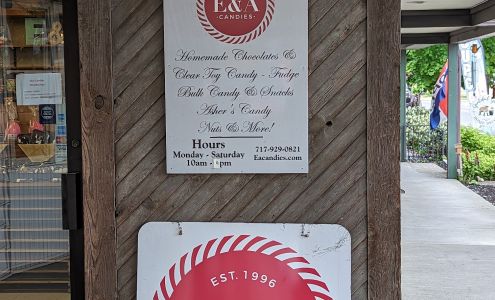 E&A
·CANDIES·
Homemade Chocolates &
Clear Toy Candy - Fudge
Bulk Candy & Snacks
Asher's Candy
Nuts & More!
Hours
Monday - Saturday
10am - pm
717-929-0821
Eacandies.com
EST. 1996